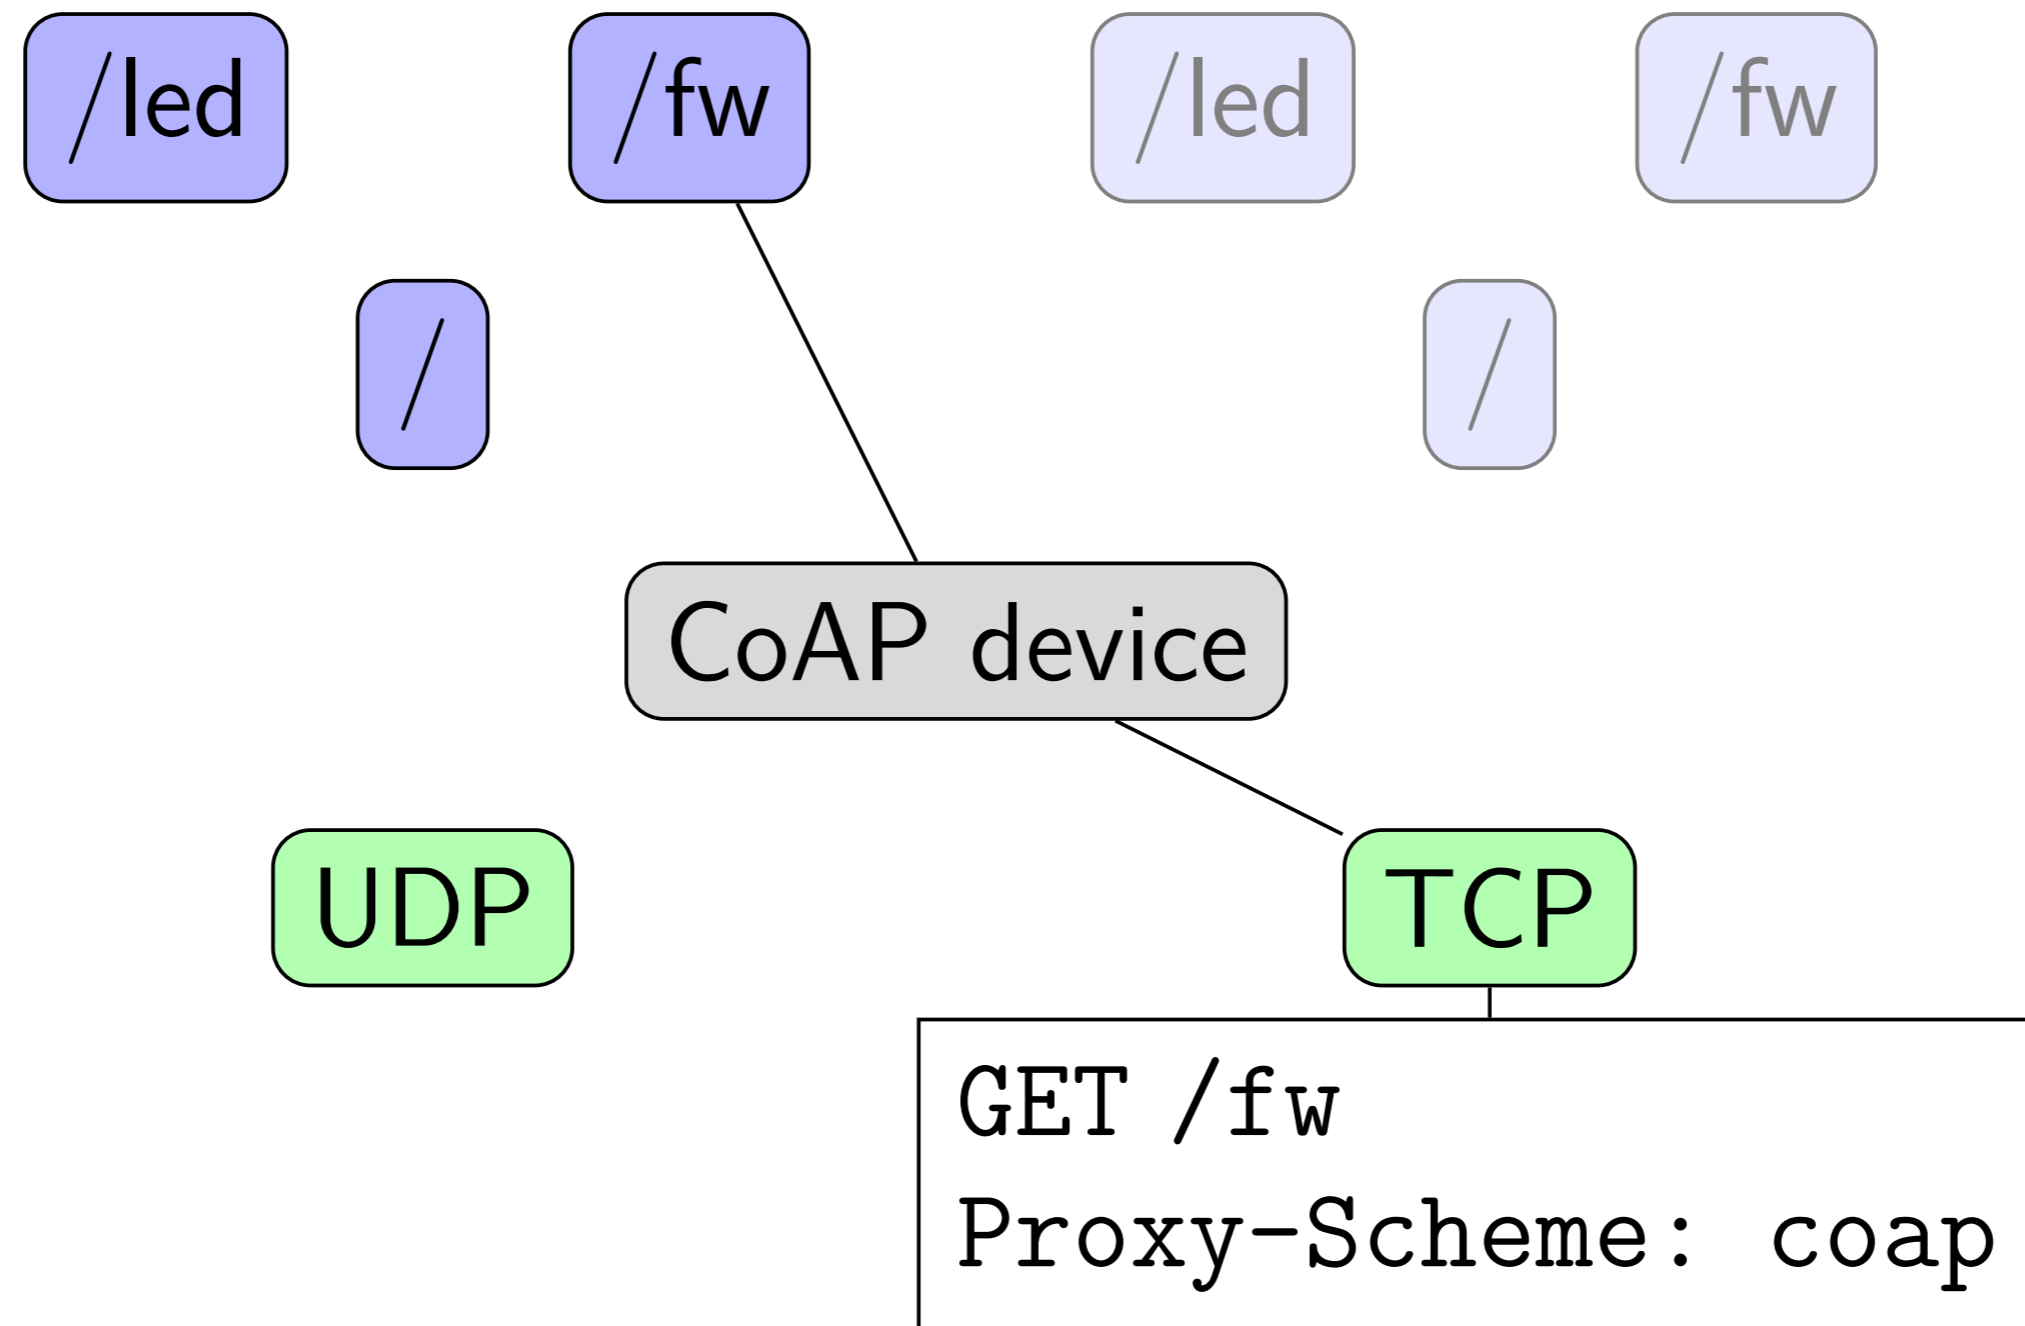 /led
/fw
/led
/fw
/
/
CoAP device
UDP
TCP
GET /fw
Proxy-Scheme: coap